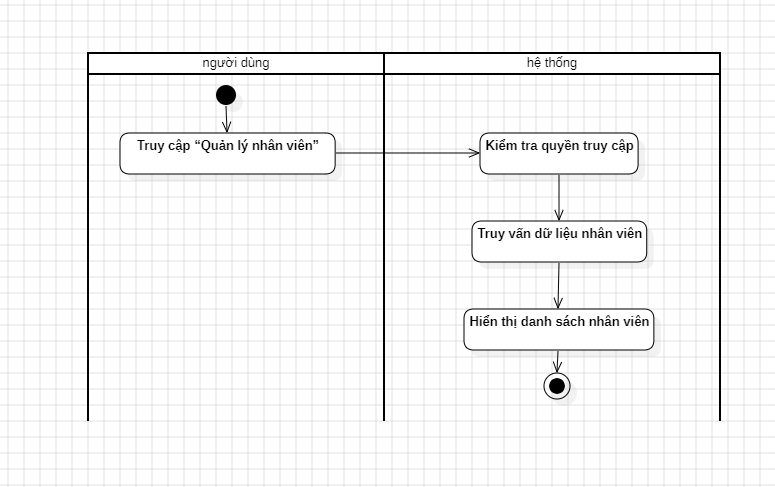 người dùng
hệ thống
Truy cập “Quản lý nhân viên”
Kiểm tra quyền truy cập
Truy vấn dữ liệu nhân viên
Hiển thị danh sách nhân viên